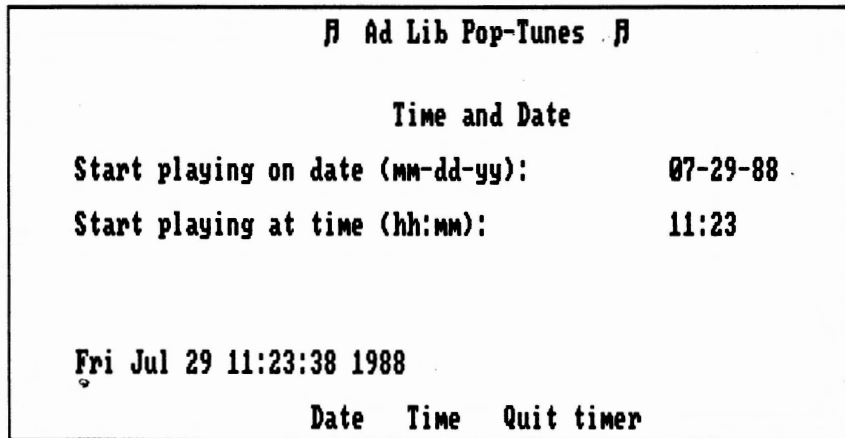 ♫ Ad Lib Pop-Tunes ♫
Time and Date
Start playing on date (mm-dd-yy): 07-29-88
Start playing at time (hh:mm): 11:23
Fri Jul 29 11:23:38 1988
Date Time Quit timer